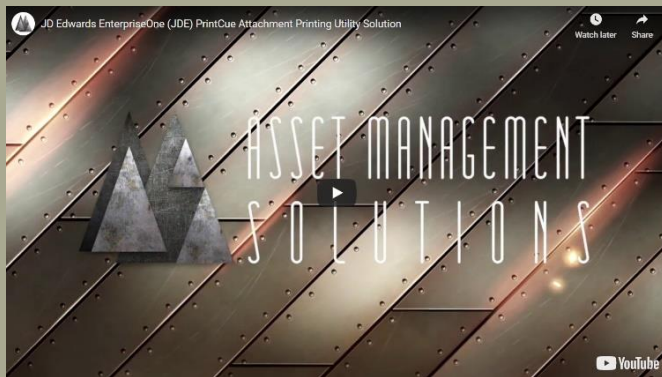 JD Edwards EnterpriseOne (JDE) PrintCue Attachment Printing Utility Solution
Watch later
Share
ASSET MANAGEMENT
SOLUTIONS
YouTube